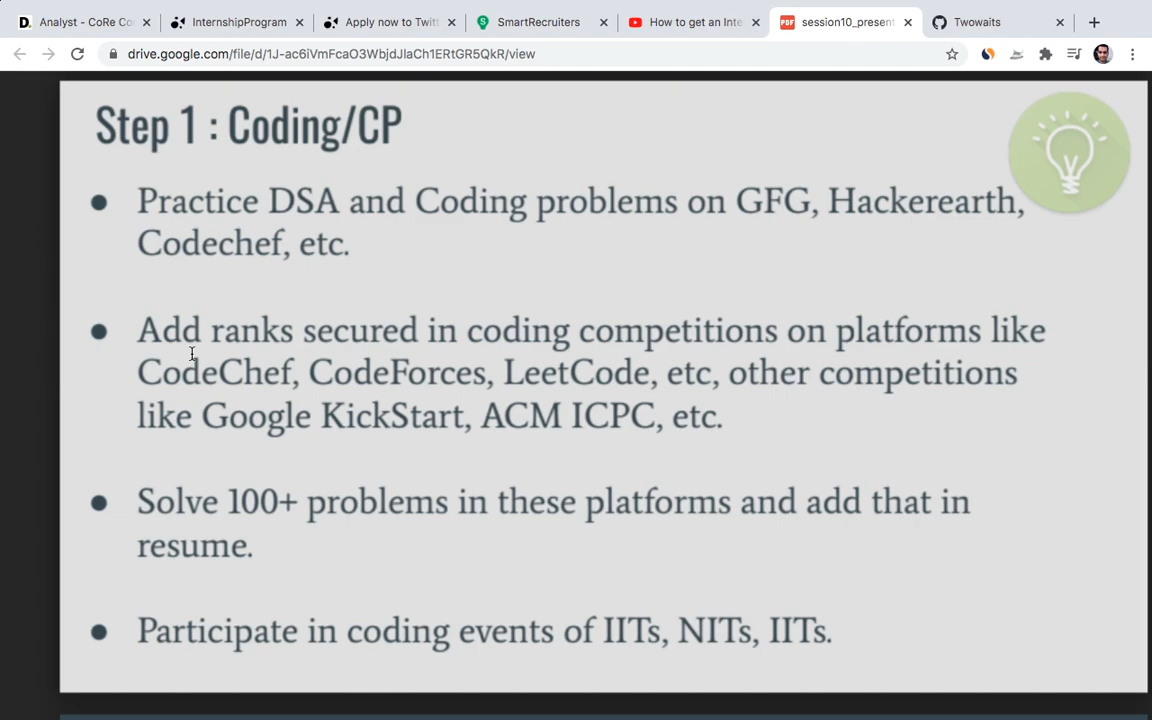 Analyst - CoRe Co
InternshipProgram
Apply now to Twitt
SmartRecruiters
How to get an Inte
session10_present
Twowaits
drive.google.com/file/d/1J-ac6iVmFcaO3WbjdJlaCh1ERtGR5QkR/view
Step 1 : Coding/CP
● Practice DSA and Coding problems on GFG, Hackerearth,
Codechef, etc.
● Add ranks secured in coding competitions on platforms like
CodeChef, CodeForces, LeetCode, etc, other competitions
like Google KickStart, ACM ICPC, etc.
● Solve 100+ problems in these platforms and add that in
resume.
● Participate in coding events of IITs, NITs, IITs.